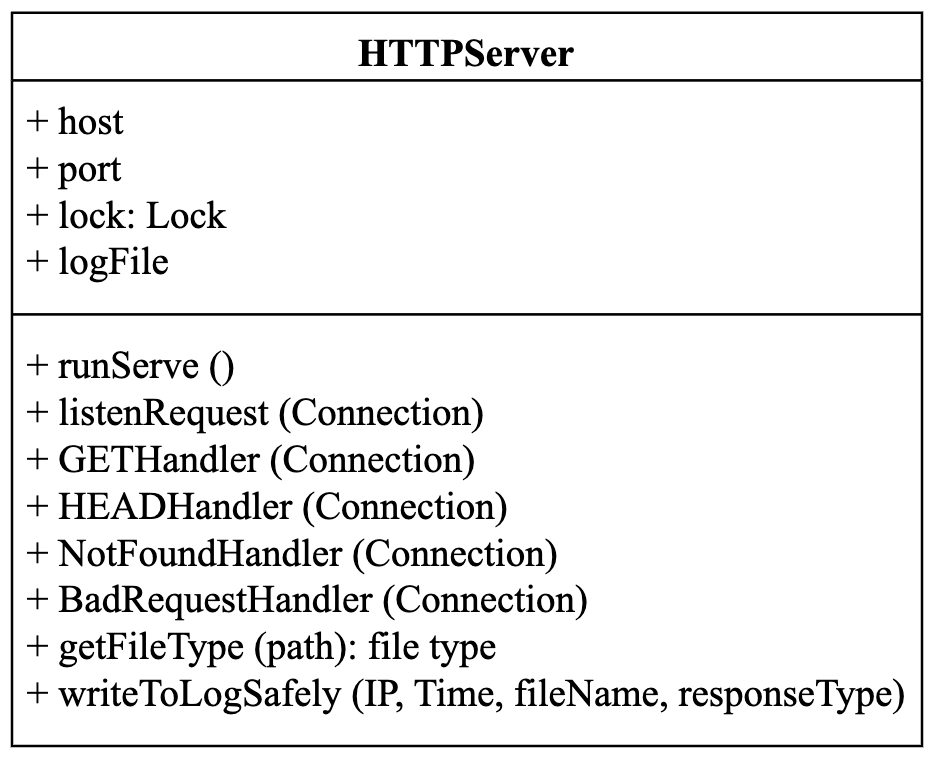 HTTPServer
+ host
+ port
+ lock: Lock
+ logFile
+ runServe ()
+ listenRequest (Connection)
+ GETHandler (Connection)
+ HEADHandler (Connection)
+ NotFoundHandler (Connection)
+ BadRequestHandler (Connection)
+ getFileType (path): file type
+ writeToLogSafely (IP, Time, fileName, responseType)